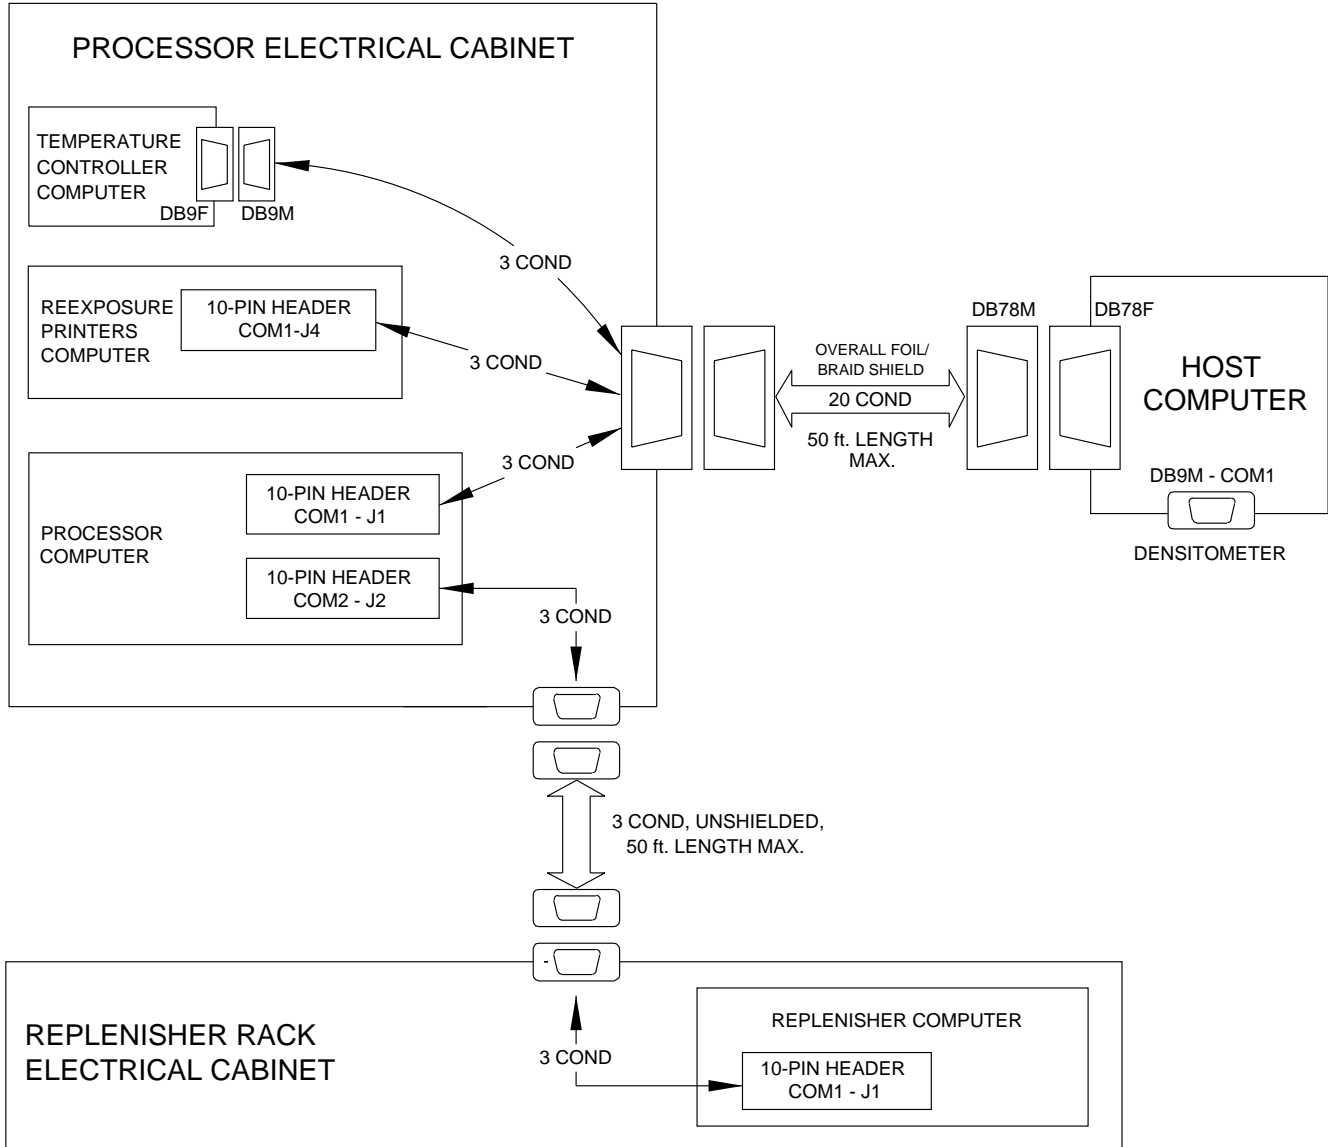 PROCESSOR ELECTRICAL CABINET
TEMPERATURE
CONTROLLER
COMPUTER
DB9F
DB9M
3 COND
REEXPOSURE
PRINTERS
COMPUTER
10-PIN HEADER
COM1-J4
3 COND
DB78M
DB78F
OVERALL FOIL/
BRAID SHIELD
20 COND
50 ft. LENGTH
MAX.
HOST
COMPUTER
DB9M - COM1
DENSITOMETER
3 COND
PROCESSOR
COMPUTER
10-PIN HEADER
COM1 - J1
10-PIN HEADER
COM2 - J2
3 COND
3 COND, UNSHIELDED,
50 ft. LENGTH MAX.
REPLENISHER RACK
ELECTRICAL CABINET
3 COND
REPLENISHER COMPUTER
10-PIN HEADER
COM1 - J1